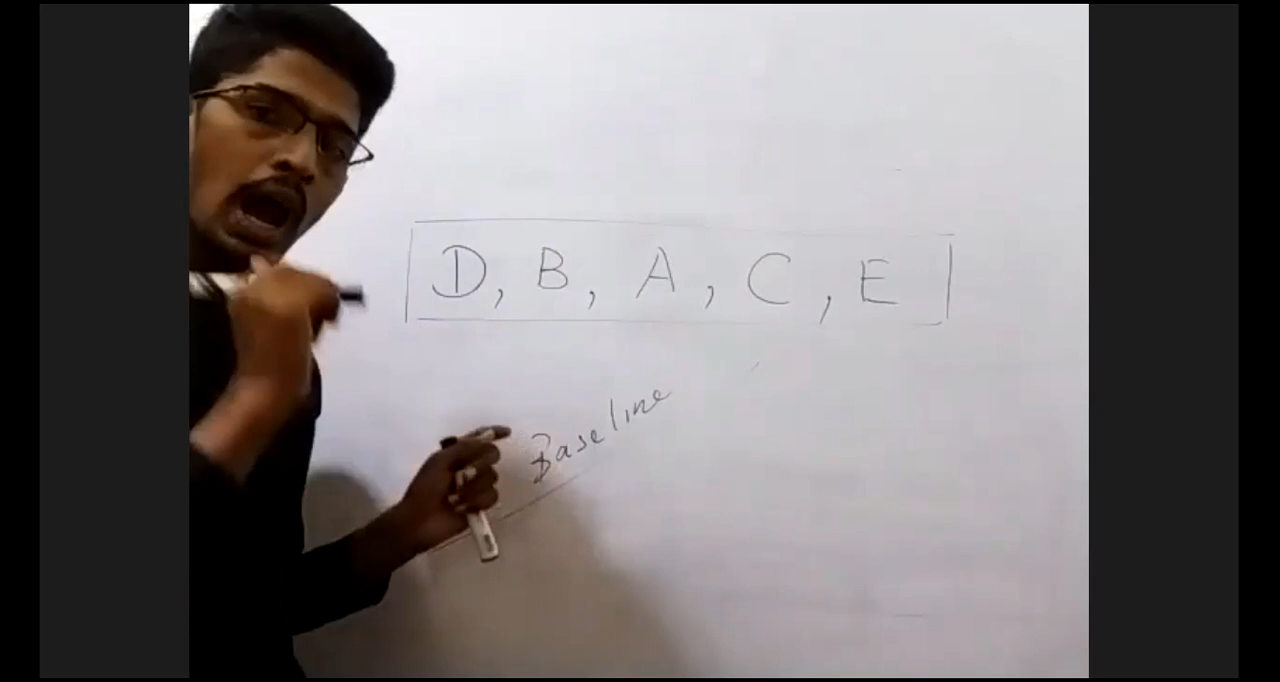 D, B, A, C, E
Baseline